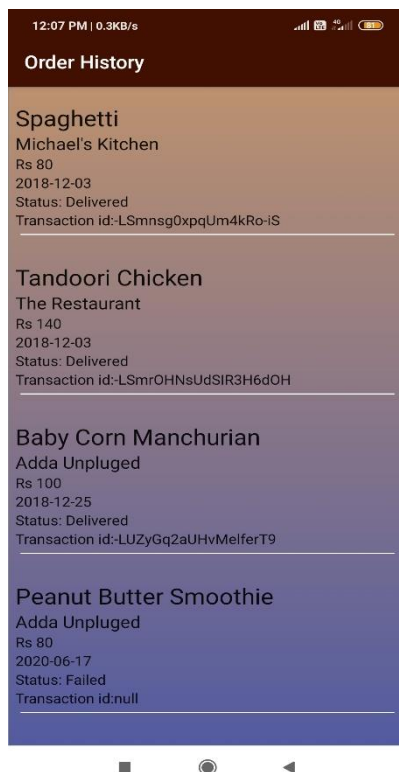 12:07 PM | 0.3KB/s
Order History
Spaghetti
Michael's Kitchen
Rs 80
2018-12-03
Status: Delivered
Transaction id:-LSmnsg0xpqUm4kRo-iS
Tandoori Chicken
The Restaurant
Rs 140
2018-12-03
Status: Delivered
Transaction id:-LSmrOHNsUdSIR3H6dOH
Baby Corn Manchurian
Adda Unpluged
Rs 100
2018-12-25
Status: Delivered
Transaction id:-LUZyGq2aUHvMelferT9
Peanut Butter Smoothie
Adda Unpluged
Rs 80
2020-06-17
Status: Failed
Transaction id:null